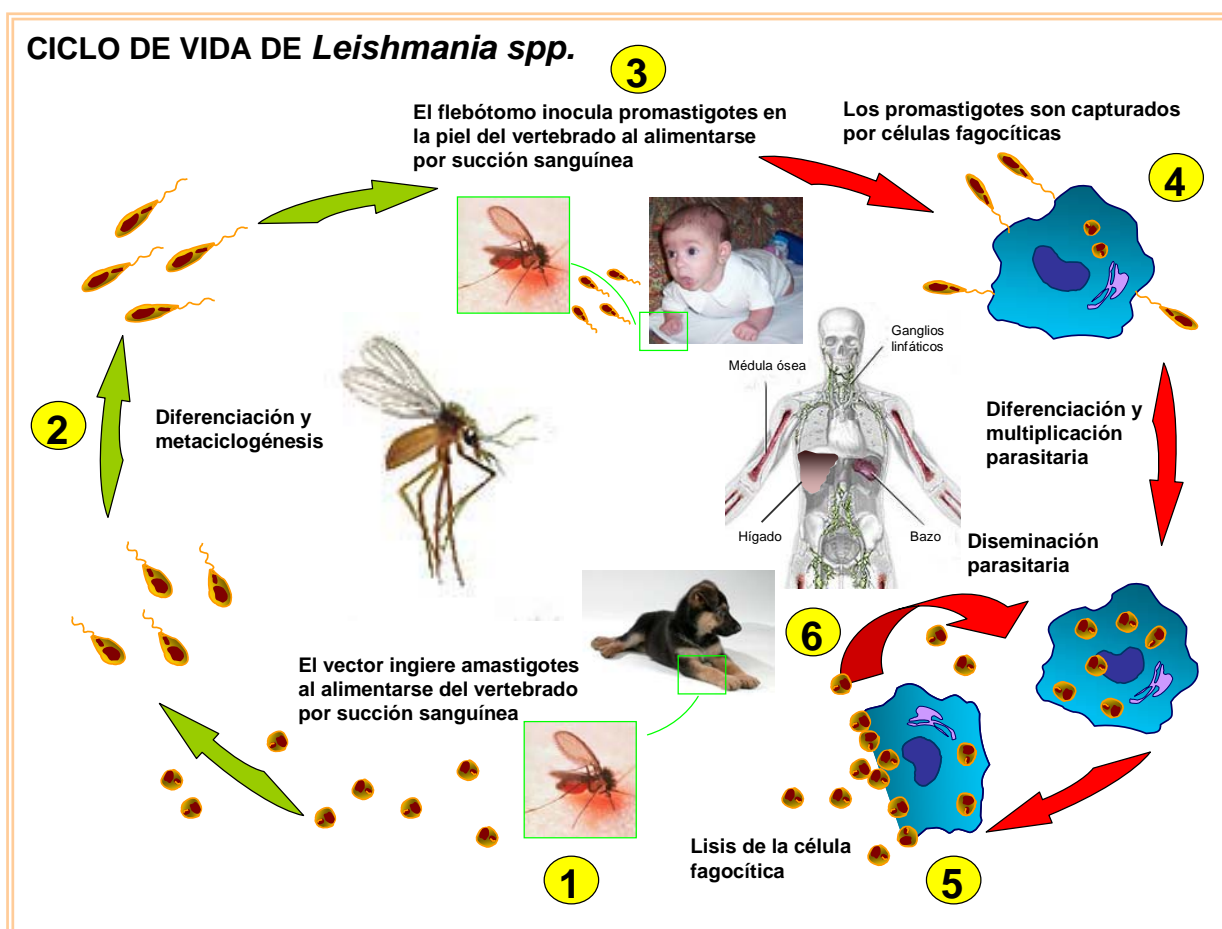 CICLO DE VIDA DE Leishmania spp.
3
El flebótomo inocula promastigotes en
la piel del vertebrado al alimentarse
por succión sanguínea
Los promastigotes son capturados
por células fagocíticas
4
Ganglios
linfáticos
Médula ósea
Hígado
Bazo
2
Diferenciación y
metaciclogénesis
Diferenciación y
multiplicación
parasitaria
Diseminación
parasitaria
6
El vector ingiere amastigotes
al alimentarse del vertebrado
por succión sanguínea
1
Lisis de la célula
fagocítica
5